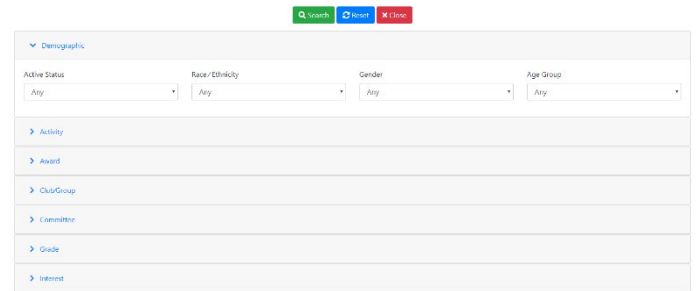 Search Reset Close
Demographic
Active Status Race/Ethnicity Gender Age Group
Any Any Any Any
Activity
Award
Club/Group
Committee
Grade
Interest